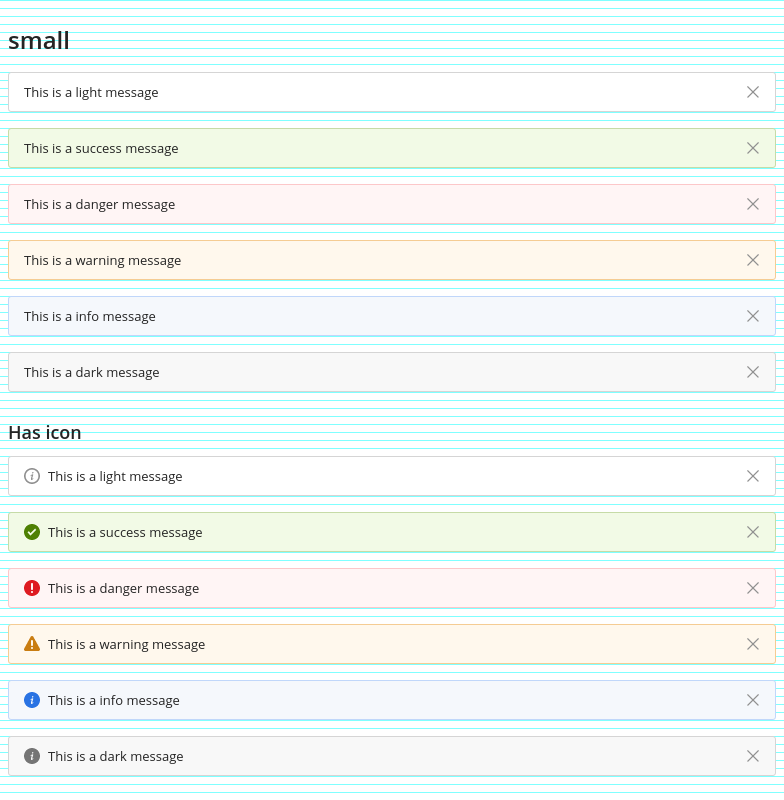 small
This is a light message
This is a success message
This is a danger message
This is a warning message
This is a info message
This is a dark message
Has icon
This is a light message
This is a success message
This is a danger message
This is a warning message
This is a info message
This is a dark message